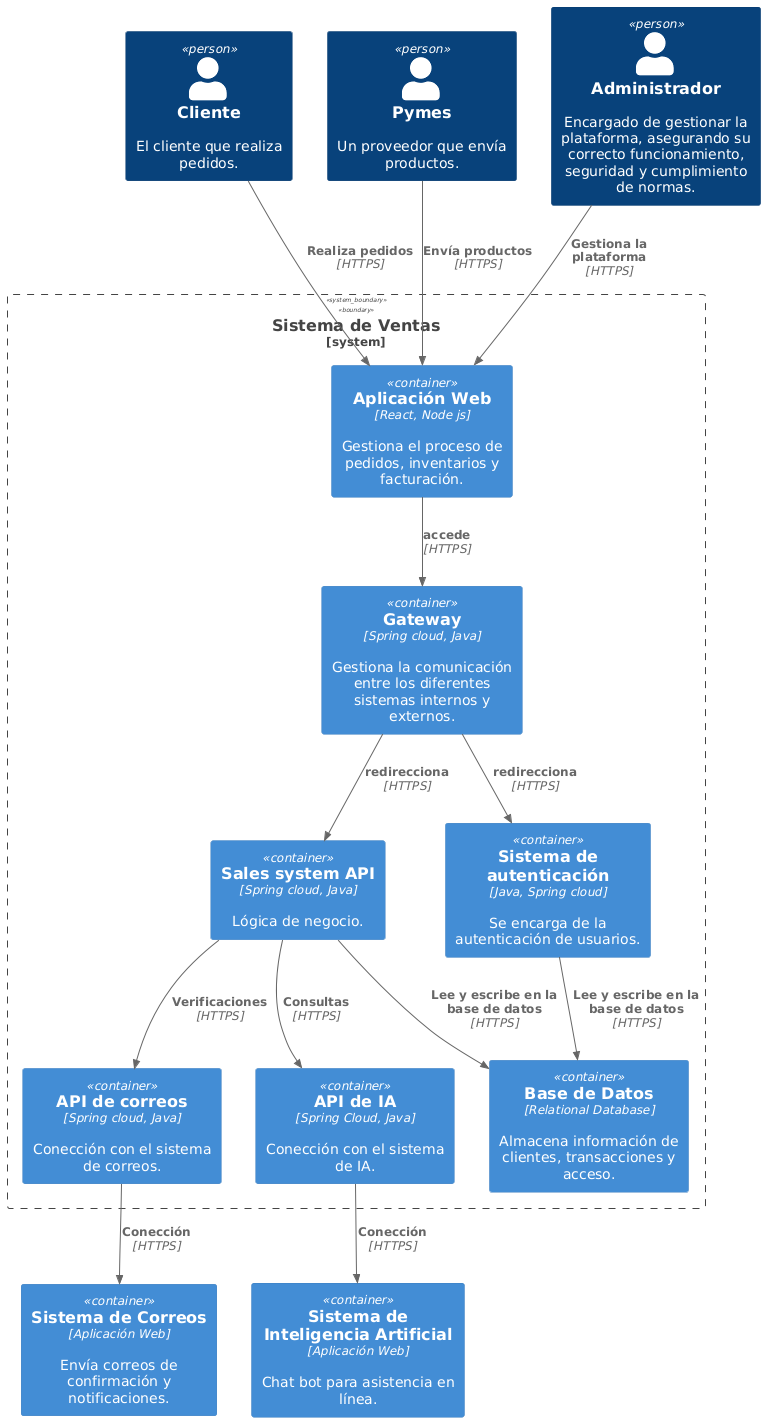 «person»
Cliente
El cliente que realiza
pedidos.
«person»
Pymes
Un proveedor que envía
productos.
«person»
Administrador
Encargado de gestionar la
plataforma, asegurando su
correcto funcionamiento,
seguridad y cumplimiento
de normas.
Realiza pedidos
[HTTPS]
Envía productos
[HTTPS]
Gestiona la
plataforma
[HTTPS]
«system_boundary»
«boundary»
Sistema de Ventas
[system]
«container»
Aplicación Web
[React, Node js]
Gestiona el proceso de
pedidos, inventarios y
facturación.
accede
[HTTPS]
«container»
Gateway
[Spring cloud, Java]
Gestiona la comunicación
entre los diferentes
sistemas internos y
externos.
redirecciona
[HTTPS]
redirecciona
[HTTPS]
«container»
Sales system API
[Spring cloud, Java]
Lógica de negocio.
«container»
Sistema de
autenticación
[Java, Spring cloud]
Se encarga de la
autenticación de usuarios.
Verificaciones
[HTTPS]
Consultas
[HTTPS]
Lee y escribe en la
base de datos
[HTTPS]
Lee y escribe en la
base de datos
[HTTPS]
«container»
API de correos
[Spring cloud, Java]
Conección con el sistema
de correos.
«container»
API de IA
[Spring Cloud, Java]
Conección con el sistema
de IA.
«container»
Base de Datos
[Relational Database]
Almacena información de
clientes, transacciones y
acceso.
Conección
[HTTPS]
Conección
[HTTPS]
«container»
Sistema de Correos
[Aplicación Web]
Envía correos de
confirmación y
notificaciones.
«container»
Sistema de
Inteligencia Artificial
[Aplicación Web]
Chat bot para asistencia en
línea.